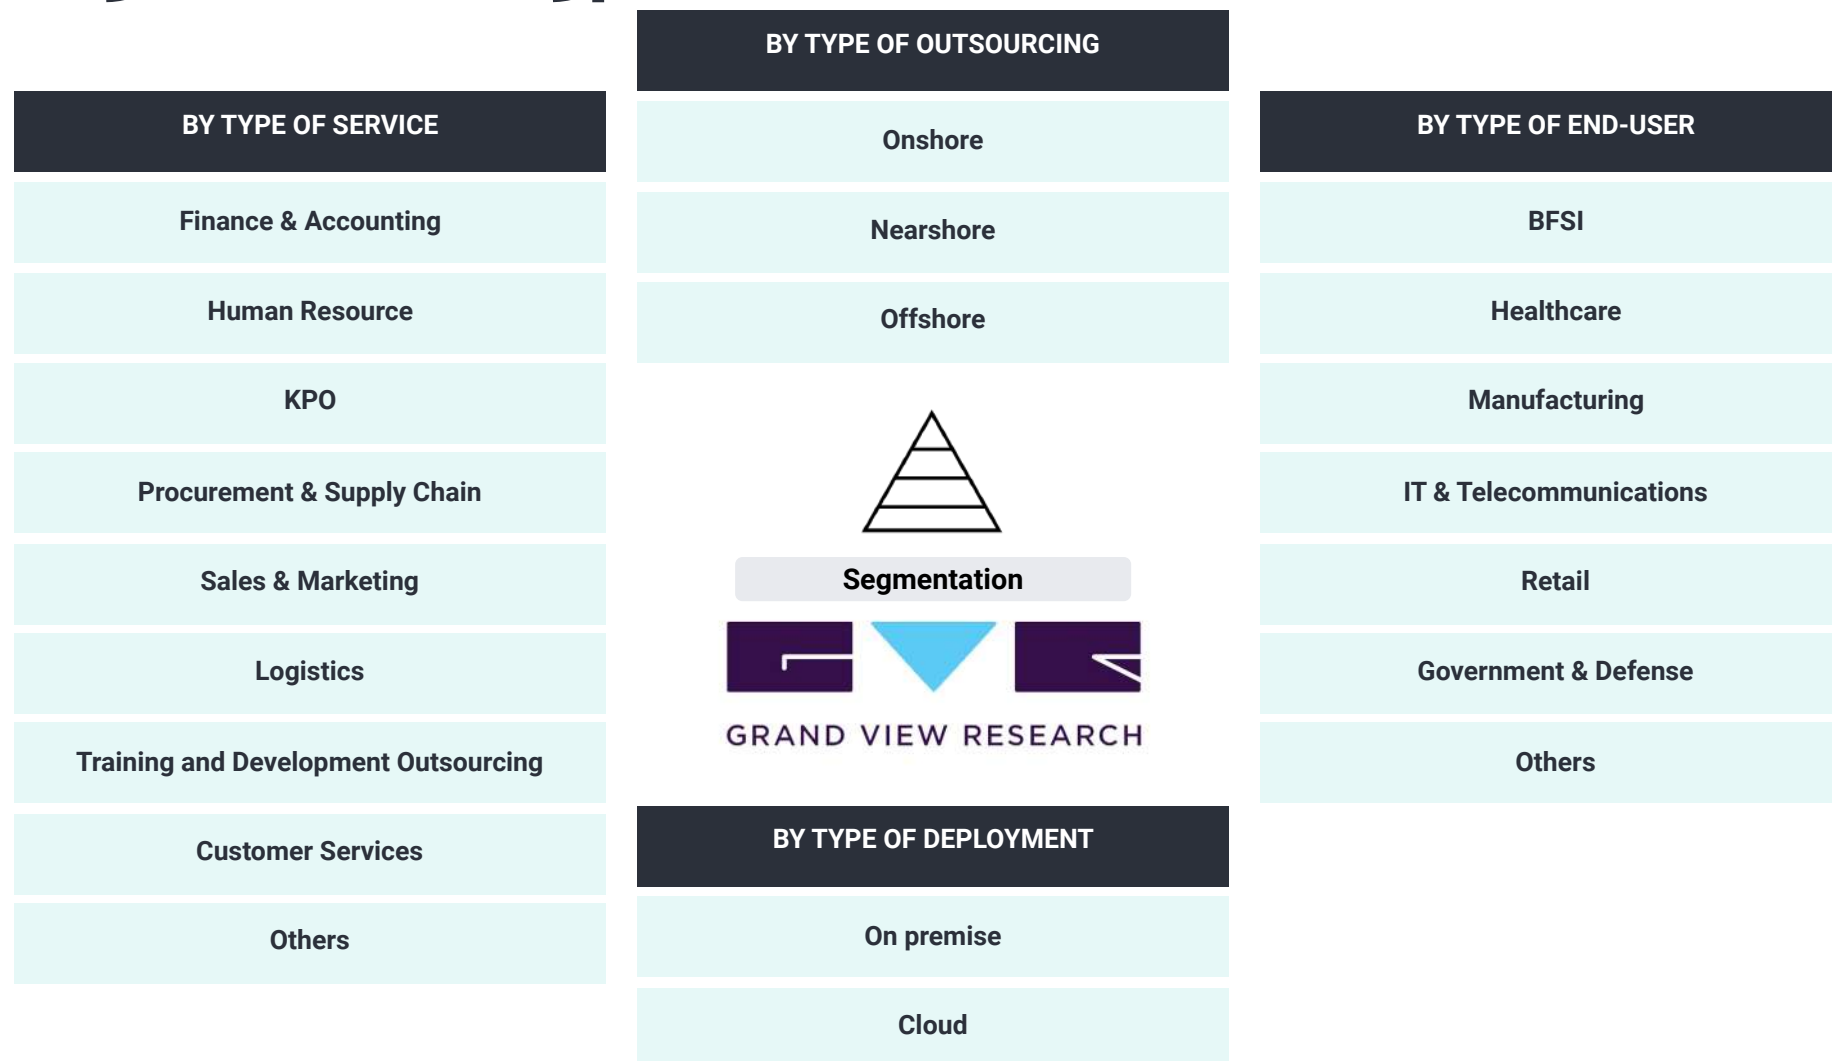 BY TYPE OF SERVICE
Finance & Accounting
Human Resource
KPO
Procurement & Supply Chain
Sales & Marketing
Logistics
Training and Development Outsourcing
Customer Services
Others
BY TYPE OF OUTSOURCING
Onshore
Nearshore
Offshore
Segmentation
GRAND VIEW RESEARCH
BY TYPE OF DEPLOYMENT
On premise
Cloud
BY TYPE OF END-USER
BFSI
Healthcare
Manufacturing
IT & Telecommunications
Retail
Government & Defense
Others